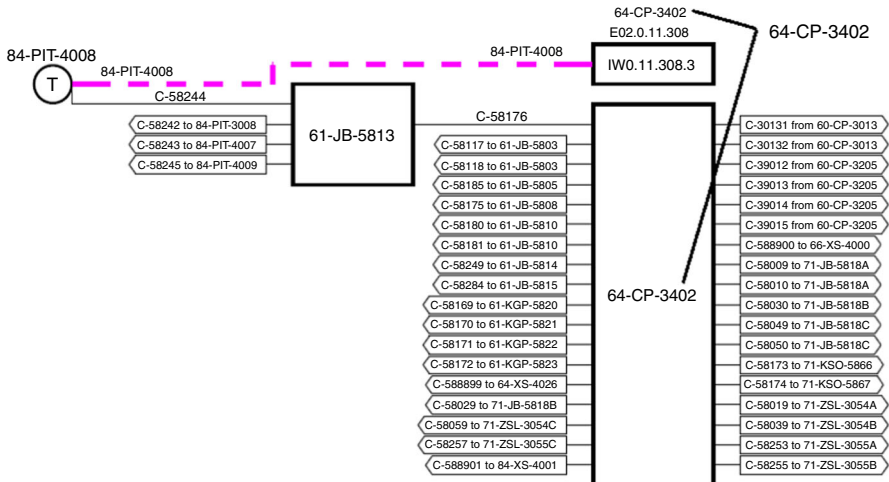 64-CP-3402
E02.0.11.308
64-CP-3402
84-PIT-4008
84-PIT-4008
84-PIT-4008
IW0.11.308.3
T
C-58244
C-58176
61-JB-5813
C-58242 to 84-PIT-3008
C-58243 to 84-PIT-4007
C-58245 to 84-PIT-4009
C-58117 to 61-JB-5803
C-58118 to 61-JB-5803
C-58185 to 61-JB-5805
C-58175 to 61-JB-5808
C-58180 to 61-JB-5810
C-58181 to 61-JB-5810
C-58249 to 61-JB-5814
C-58284 to 61-JB-5815
C-58169 to 61-KGP-5820
C-58170 to 61-KGP-5821
C-58171 to 61-KGP-5822
C-58172 to 61-KGP-5823
C-588899 to 64-XS-4026
C-58029 to 71-JB-5818B
C-58059 to 71-ZSL-3054C
C-58257 to 71-ZSL-3055C
C-588901 to 84-XS-4001
64-CP-3402
C-30131 from 60-CP-3013
C-30132 from 60-CP-3013
C-39012 from 60-CP-3205
C-39013 from 60-CP-3205
C-39014 from 60-CP-3205
C-39015 from 60-CP-3205
C-588900 to 66-XS-4000
C-58009 to 71-JB-5818A
C-58010 to 71-JB-5818A
C-58030 to 71-JB-5818B
C-58049 to 71-JB-5818C
C-58050 to 71-JB-5818C
C-58173 to 71-KSO-5866
C-58174 to 71-KSO-5867
C-58019 to 71-ZSL-3054A
C-58039 to 71-ZSL-3054B
C-58253 to 71-ZSL-3055A
C-58255 to 71-ZSL-3055B